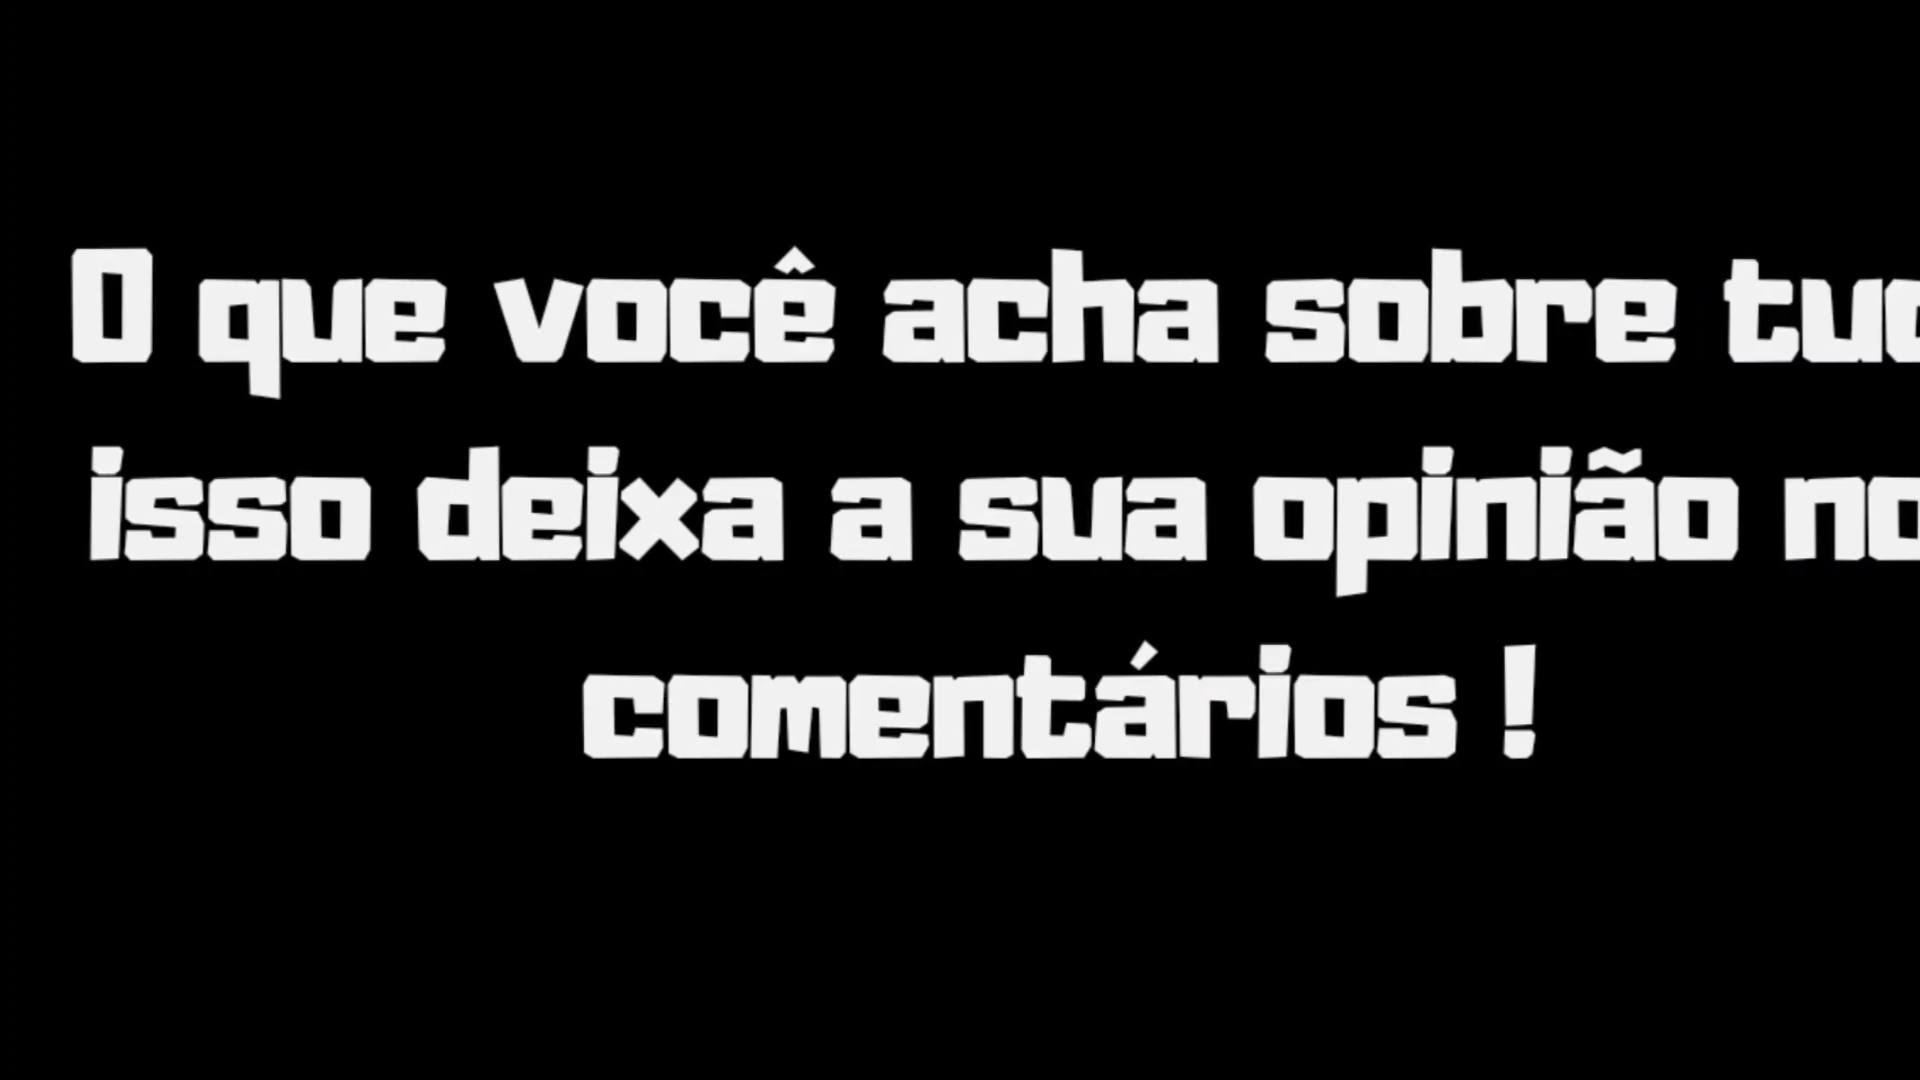 O que você acha sobre
isso deixa a sua opinião
comentários !